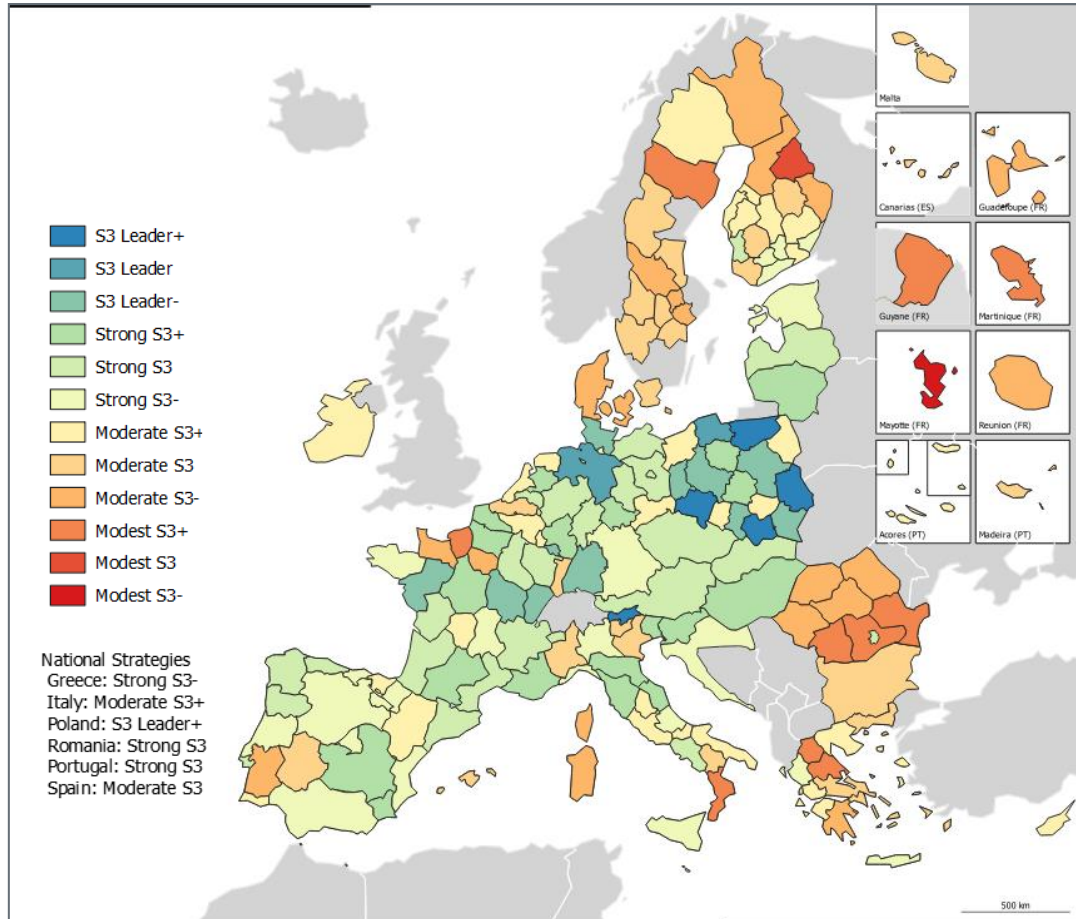 S3 Leader+
S3 Leader
S3 Leader-
Strong S3+
Strong S3
Strong S3-
Moderate S3+
Moderate S3
Moderate S3-
Modest S3+
Modest S3
Modest S3-
National Strategies
Greece: Strong S3-
Italy: Moderate S3+
Poland: S3 Leader+
Romania: Strong S3
Portugal: Strong S3
Spain: Moderate S3
Malta
Canarias (ES)
Guadeloupe (FR)
Guyane (FR)
Martinique (FR)
Mayotte (FR)
Reunion (FR)
Acores (PT)
Madeira (PT)
500 km